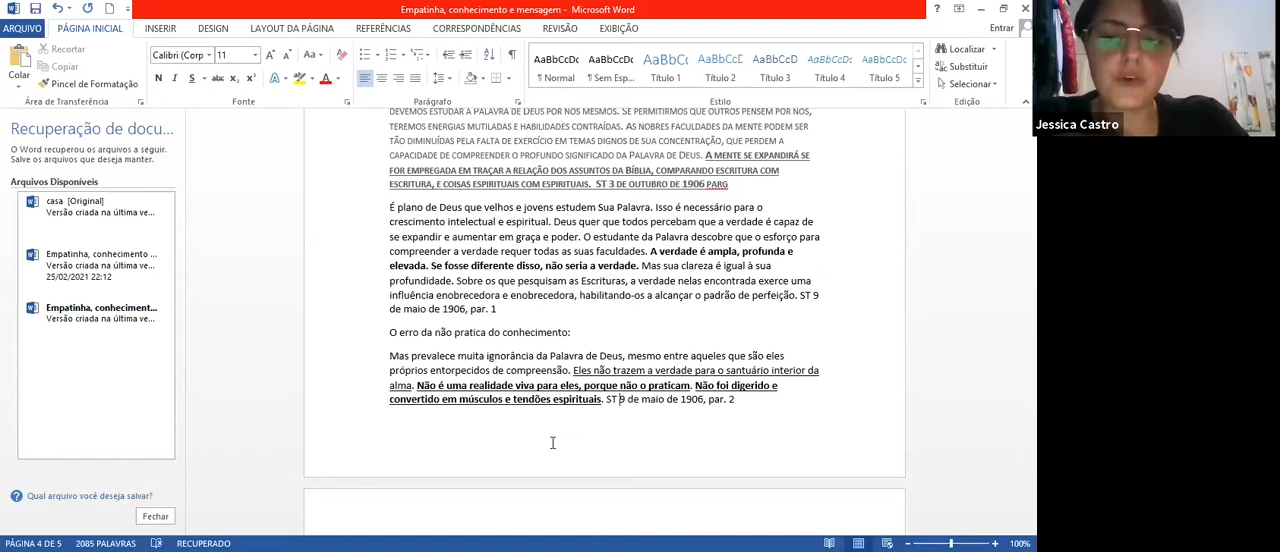 Empatinha, conhecimento e mensagem - Microsoft Word
ARQUIVO PÁGINA INICIAL INSERIR DESIGN LAYOUT DA PÁGINA REFERÊNCIAS CORRESPONDÊNCIAS REVISÃO EXIBIÇÃO Entrar
Colar
Recortar
Copiar
Pincel de Formatação
Área de Transferência
Calibri (Corp 11
Fonte
Parágrafo
AaBbCcDc AaBbCcDc AaBbCc AaBbCcC AaBbCcD AaBbCcDc AaBbCcDc
¶ Normal ¶ Sem Esp... Título 1 Título 2 Título 3 Título 4 Título 5
Estilo
Localizar
Substituir
Selecionar
Edição
Jessica Castro
Recuperação de docu...
O Word recuperou os arquivos a seguir.
Salve os arquivos que deseja manter.
Arquivos Disponíveis
casa [Original]
Versão criada na última ve...
Empatinha, conhecimento ...
Versão criada na última ve...
25/02/2021 22:12
Empatinha, conheciment...
Versão criada na última ve...
Qual arquivo você deseja salvar?
Fechar
DEVEMOS ESTUDAR A PALAVRA DE DEUS POR NÓS MESMOS. SE PERMITIRMOS QUE OUTROS PENSEM POR NÓS,
TEREMOS ENERGIAS MUTILADAS E HABILIDADES CONTRAÍDAS. AS NOBRES FACULDADES DA MENTE PODEM SER
TÃO DIMINUÍDAS PELA FALTA DE EXERCÍCIO EM TEMAS DIGNOS DE SUA CONCENTRAÇÃO, QUE PERDEM A
CAPACIDADE DE COMPREENDER O PROFUNDO SIGNIFICADO DA PALAVRA DE DEUS. A MENTE SE EXPANDIRÁ SE
FOR EMPREGADA EM TRAÇAR A RELAÇÃO DOS ASSUNTOS DA BÍBLIA, COMPARANDO ESCRITURA COM
ESCRITURA, E COISAS ESPIRITUAIS COM ESPIRITUAIS. ST 3 DE OUTUBRO DE 1906 PARG
É plano de Deus que velhos e jovens estudem Sua Palavra. Isso é necessário para o
crescimento intelectual e espiritual. Deus quer que todos percebam que a verdade é capaz de
se expandir e aumentar em graça e poder. O estudante da Palavra descobre que o esforço para
compreender a verdade requer todas as suas faculdades. A verdade é ampla, profunda e
elevada. Se fosse diferente disso, não seria a verdade. Mas sua clareza é igual à sua
profundidade. Sobre os que pesquisam as Escrituras, a verdade nelas encontrada exerce uma
influência enobrecedora e enobrecedora, habilitando-os a alcançar o padrão de perfeição. ST 9
de maio de 1906, par. 1
O erro da não pratica do conhecimento:
Mas prevalece muita ignorância da Palavra de Deus, mesmo entre aqueles que são eles
próprios entorpecidos de compreensão. Eles não trazem a verdade para o santuário interior da
alma. Não é uma realidade viva para eles, porque não o praticam. Não foi digerido e
convertido em músculos e tendões espirituais. ST 9 de maio de 1906, par. 2
PÁGINA 4 DE 5 2085 PALAVRAS RECUPERADO 100%